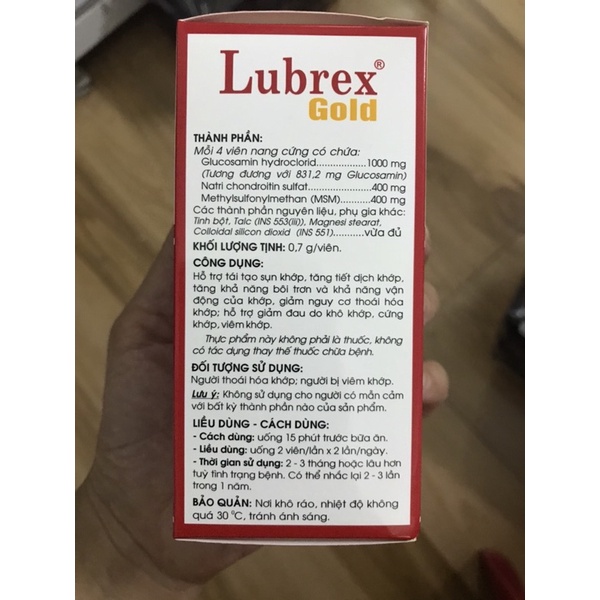 Lubrex®
Gold
THÀNH PHẦN:
Mỗi 4 viên nang cứng có chứa:
Glucosamin hydroclorid..................1000 mg
(Tương đương với 831,2 mg Glucosamin)
Natri chondroitin sulfat..................400 mg
Methylsulfonylmethan (MSM)..........400 mg
Các thành phần nguyên liệu, phụ gia khác:
Tinh bột, Talc (INS 553(iii)), Magnesi stearat,
Colloidal silicon dioxid (INS 551)...........vừa đủ
KHỐI LƯỢNG TỊNH: 0,7 g/viên.
CÔNG DỤNG:
Hỗ trợ tái tạo sụn khớp, tăng tiết dịch khớp,
tăng khả năng bôi trơn và khả năng vận
động của khớp, giảm nguy cơ thoái hóa
khớp; hỗ trợ giảm đau do khô khớp, cứng
khớp, viêm khớp.
Thực phẩm này không phải là thuốc, không
có tác dụng thay thế thuốc chữa bệnh.
ĐỐI TƯỢNG SỬ DỤNG:
Người thoái hóa khớp; người bị viêm khớp.
Lưu ý: Không sử dụng cho người có mẫn cảm
với bất kỳ thành phần nào của sản phẩm.
LIỀU DÙNG - CÁCH DÙNG:
- Cách dùng: uống 15 phút trước bữa ăn.
- Liều dùng: uống 2 viên/lần x 2 lần/ngày.
- Thời gian sử dụng: 2 - 3 tháng hoặc lâu hơn
tuỳ tình trạng bệnh. Có thể nhắc lại 2 - 3 lần
trong 1 năm.
BẢO QUẢN: Nơi khô ráo, nhiệt độ không
quá 30 ºC, tránh ánh sáng.